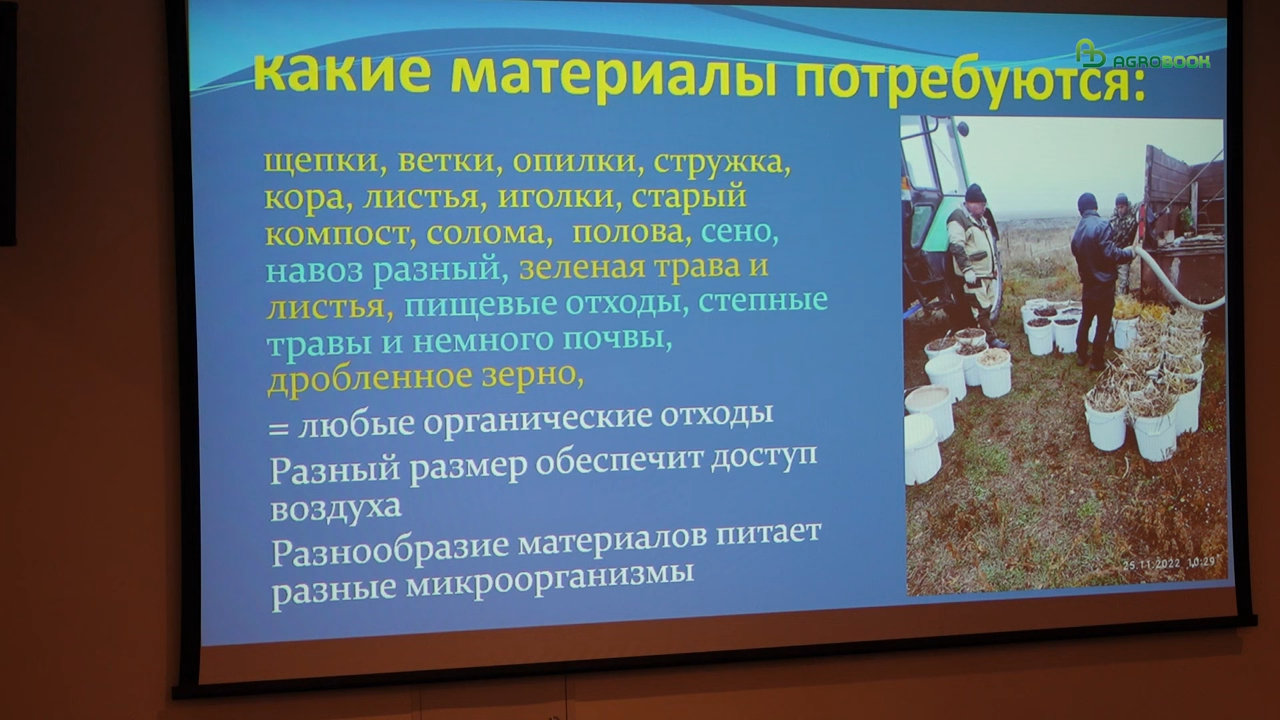 какие материалы потребуются:
AGROBOOK
щепки, ветки, опилки, стружка,
кора, листья, иголки, старый
компост, солома, полова, сено,
навоз разный, зеленая трава и
листья, пищевые отходы, степные
травы и немного почвы,
дробленное зерно,
= любые органические отходы
Разный размер обеспечит доступ
воздуха
Разнообразие материалов питает
разные микроорганизмы
25.11.2022 10:29